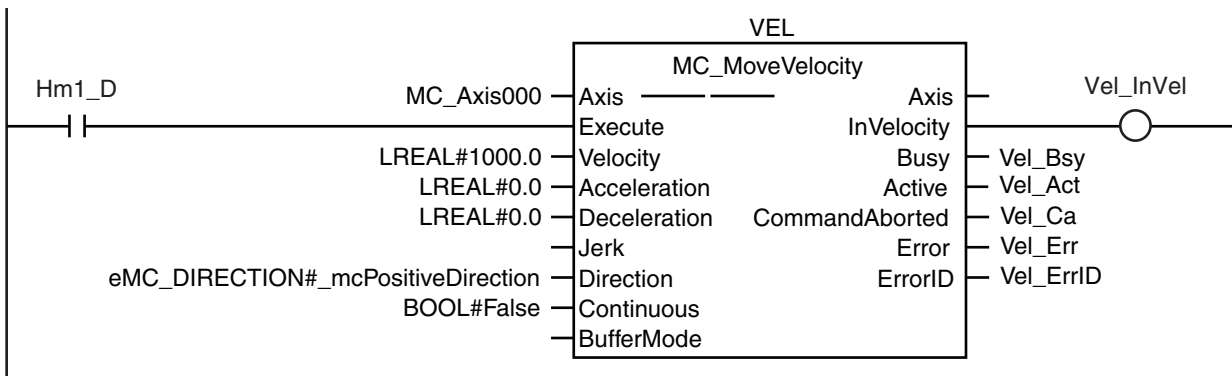 VEL
MC_MoveVelocity
Hm1_D
MC_Axis000 Axis Axis
Vel_InVel
Execute InVelocity
LREAL#1000.0 Velocity Busy Vel_Bsy
LREAL#0.0 Acceleration Active Vel_Act
LREAL#0.0 Deceleration CommandAborted Vel_Ca
Jerk Error Vel_Err
eMC_DIRECTION#_mcPositiveDirection Direction ErrorID Vel_ErrID
BOOL#False Continuous
BufferMode